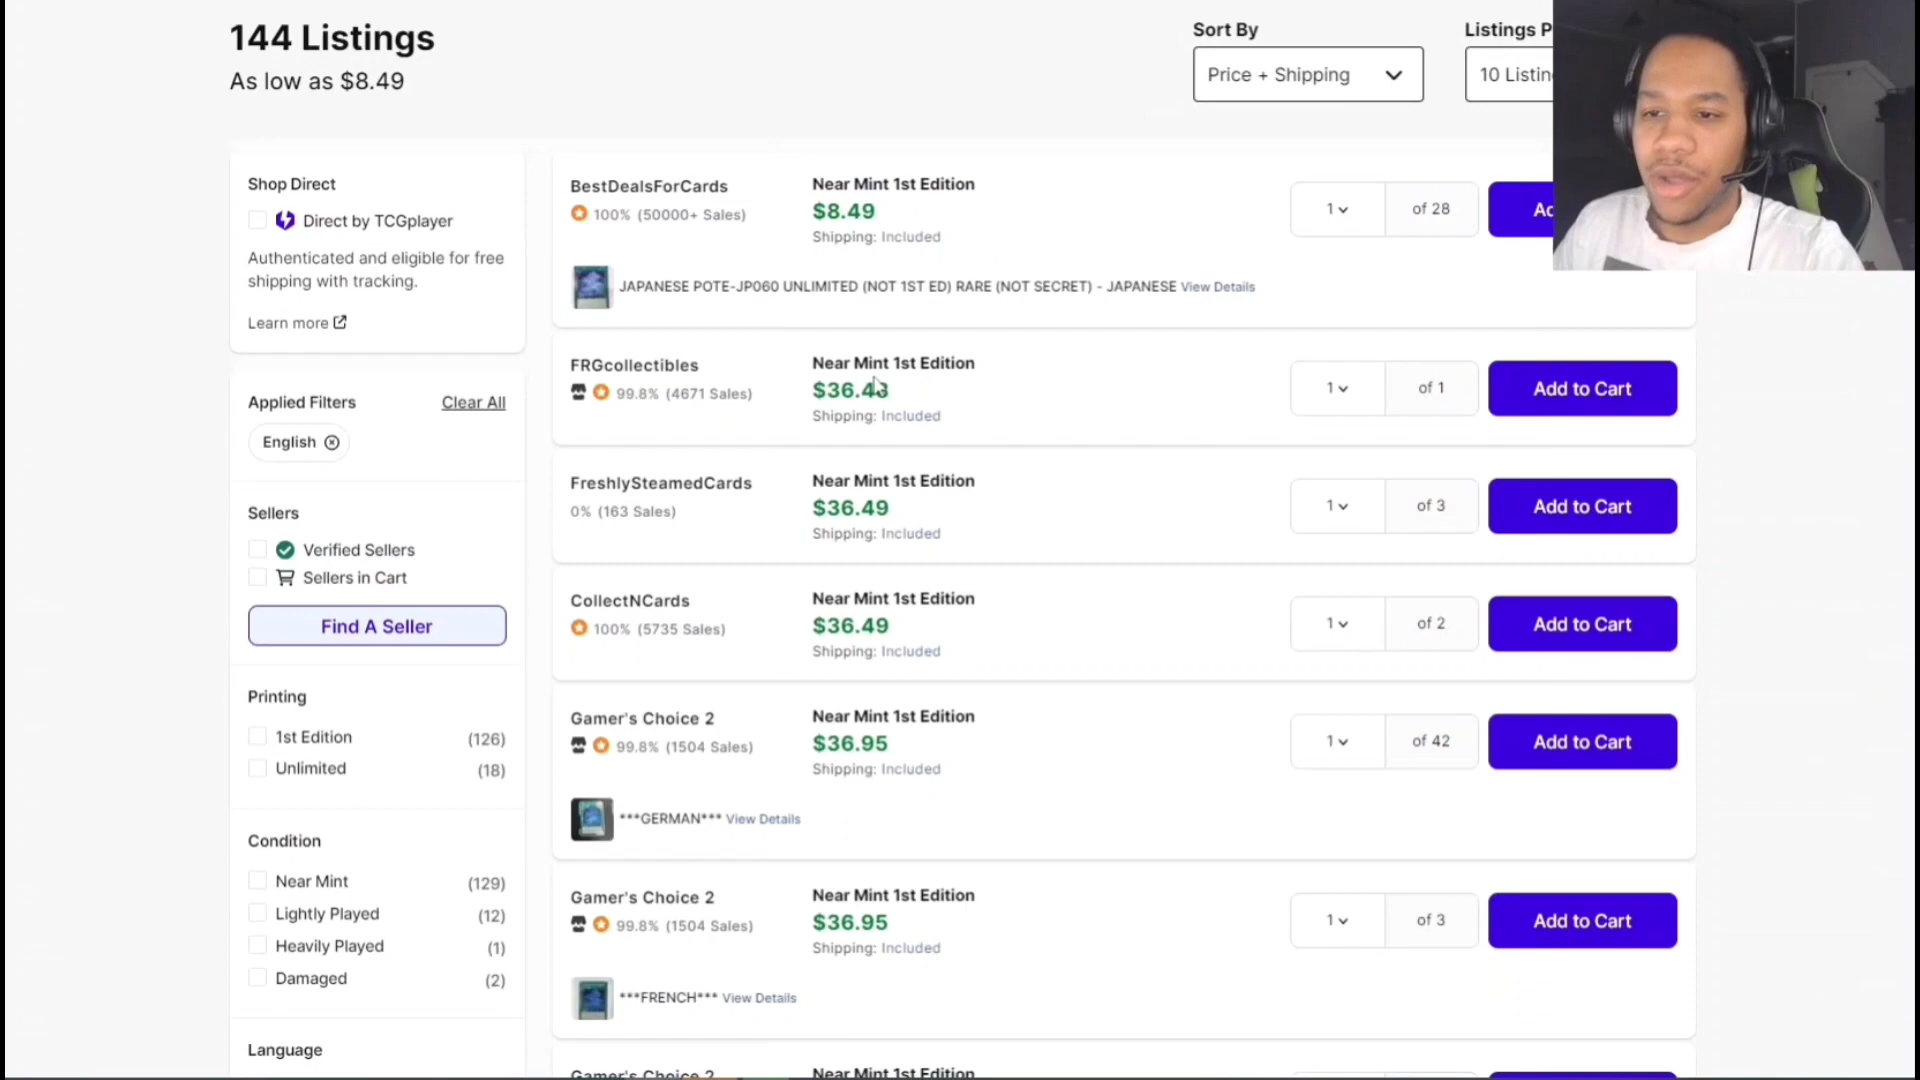 144 Listings
As low as $8.49
Sort By
Price + Shipping
Listings P
10 Listin
Shop Direct
Direct by TCGplayer
Authenticated and eligible for free
shipping with tracking.
Learn more
Applied Filters
Clear All
English
Sellers
Verified Sellers
Sellers in Cart
Find A Seller
Printing
1st Edition (126)
Unlimited (18)
Condition
Near Mint (129)
Lightly Played (12)
Heavily Played (1)
Damaged (2)
Language
BestDealsForCards
100% (50000+ Sales)
Near Mint 1st Edition
$8.49
Shipping: Included
1 of 28
Ad
JAPANESE POTE-JP060 UNLIMITED (NOT 1ST ED) RARE (NOT SECRET) - JAPANESE View Details
FRGcollectibles
99.8% (4671 Sales)
Near Mint 1st Edition
Shipping: Included
1 of 1
Add to Cart
FreshlySteamedCards
0% (163 Sales)
Near Mint 1st Edition
$36.49
Shipping: Included
1 of 3
Add to Cart
CollectNCards
100% (5735 Sales)
Near Mint 1st Edition
$36.49
Shipping: Included
1 of 2
Add to Cart
Gamer's Choice 2
99.8% (1504 Sales)
Near Mint 1st Edition
$36.95
Shipping: Included
1 of 42
Add to Cart
***GERMAN*** View Details
Gamer's Choice 2
99.8% (1504 Sales)
Near Mint 1st Edition
$36.95
Shipping: Included
1 of 3
Add to Cart
***FRENCH*** View Details
Gamer's Choice 2
Near Mint 1st Edition